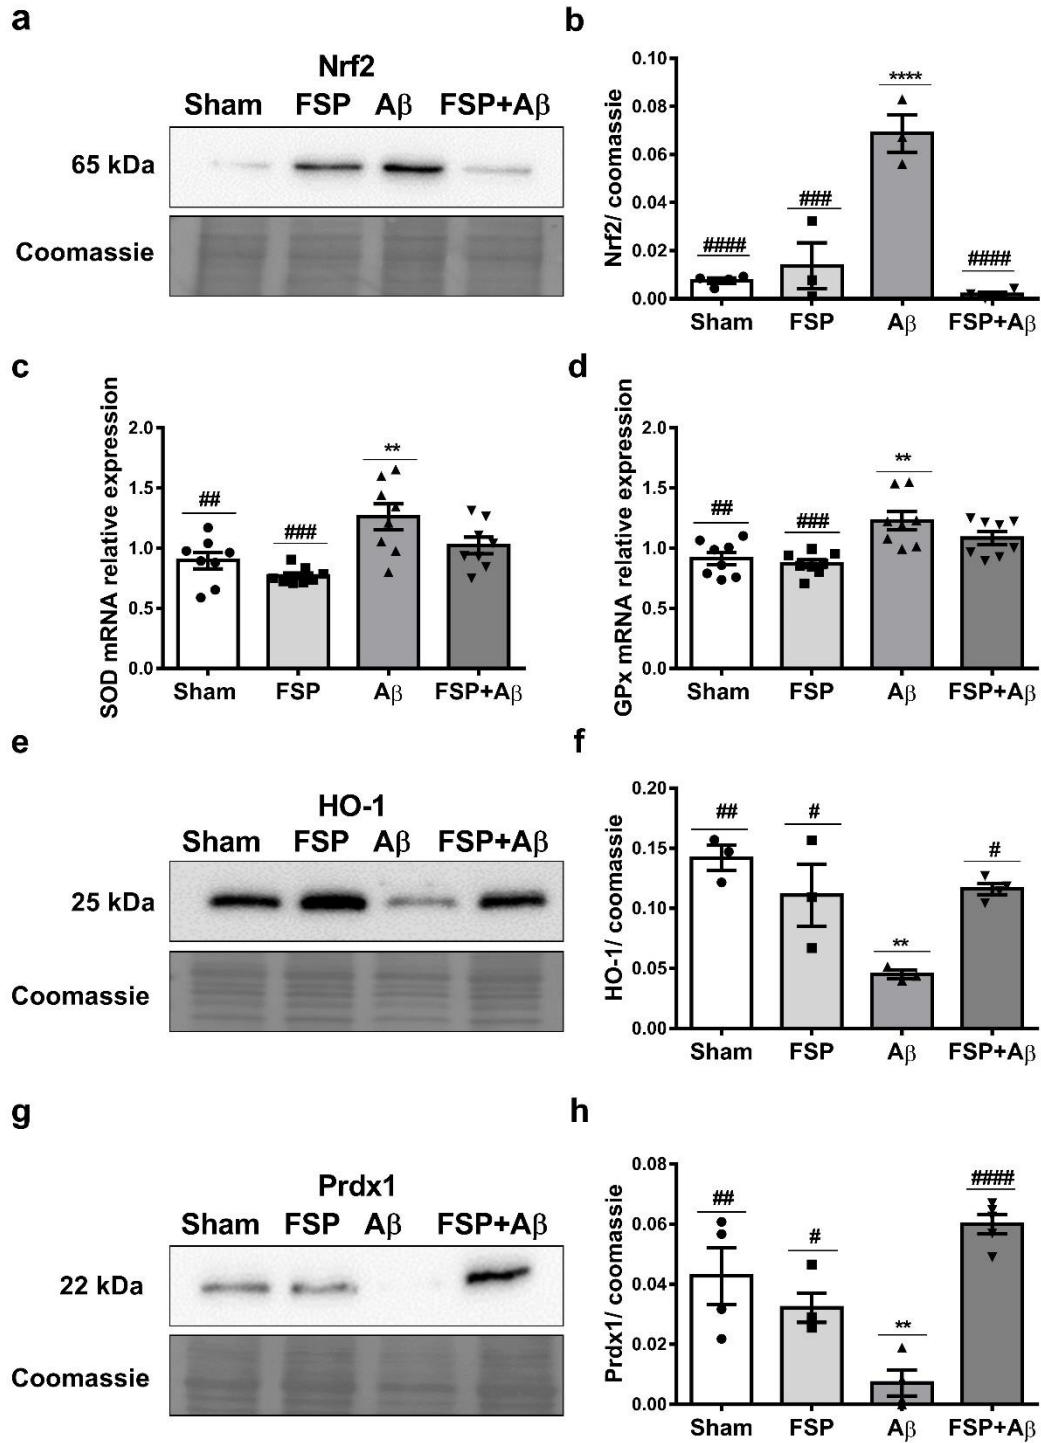 a
Nrf2
Sham FSP Aβ FSP+Aβ
65 kDa
Coomassie
b
Nrf2/ coomassie
0.10
0.08
0.06
0.04
0.02
0.00
####
###
****
####
Sham FSP Aβ FSP+Aβ
c
SOD mRNA relative expression
2.0
1.5
1.0
0.5
0.0
##
###
**
Sham FSP Aβ FSP+Aβ
d
GPx mRNA relative expression
2.0
1.5
1.0
0.5
0.0
##
###
**
Sham FSP Aβ FSP+Aβ
e
HO-1
Sham FSP Aβ FSP+Aβ
25 kDa
Coomassie
f
HO-1/ coomassie
0.20
0.15
0.10
0.05
0.00
##
#
**
#
Sham FSP Aβ FSP+Aβ
g
Prdx1
Sham FSP Aβ FSP+Aβ
22 kDa
Coomassie
h
Prdx1/ coomassie
0.08
0.06
0.04
0.02
0.00
##
#
**
####
Sham FSP Aβ FSP+Aβ